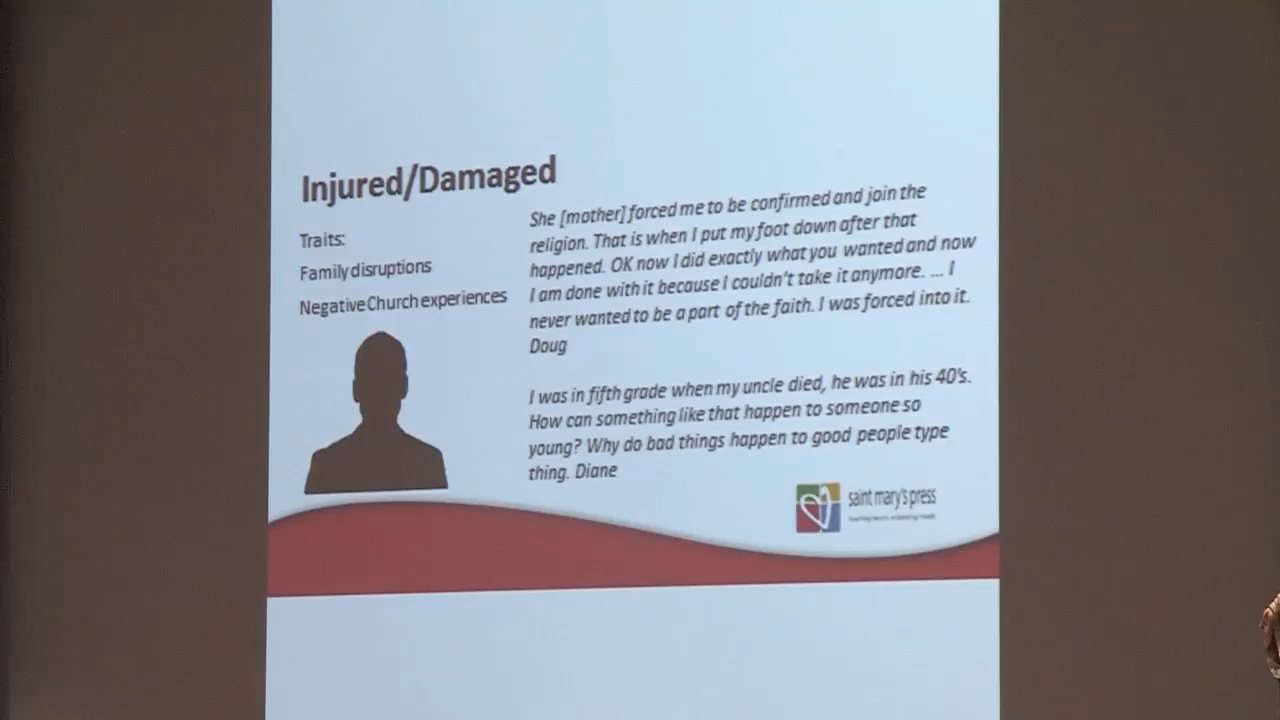 Injured/Damaged
Traits:
Family disruptions
Negative Church experiences
She [mother] forced me to be confirmed and join the
religion. That is when I put my foot down after that
happened. OK now I did exactly what you wanted and now
I am done with it because I couldn't take it anymore. ... I
never wanted to be a part of the faith. I was forced into it.
Doug
I was in fifth grade when my uncle died, he was in his 40's.
How can something like that happen to someone so
young? Why do bad things happen to good people type
thing. Diane
saint mary's press